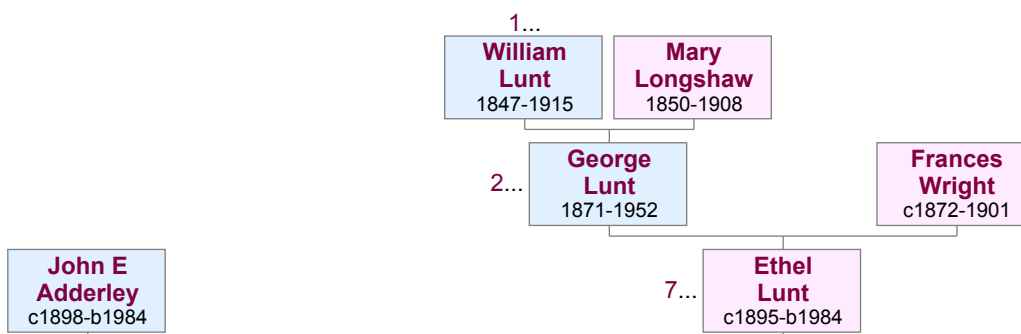 1...
William
Lunt
1847-1915
Mary
Longshaw
1850-1908
2...
George
Lunt
1871-1952
Frances
Wright
c1872-1901
John E
Adderley
c1898-b1984
7...
Ethel
Lunt
c1895-b1984